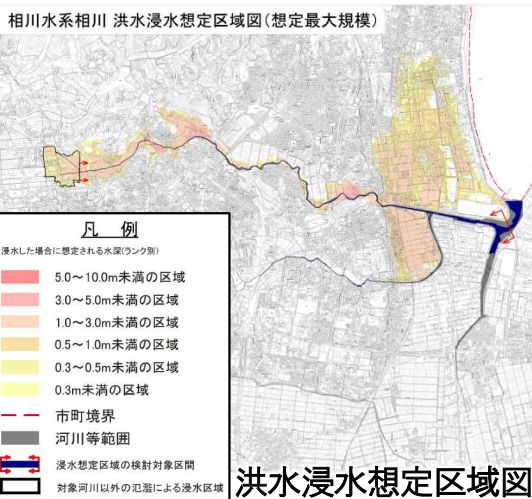 相川水系相川 洪水浸水想定区域図(想定最大規模)
凡 例
浸水した場合に想定される水深(ランク別)
5.0〜10.0m未満の区域
3.0〜5.0m未満の区域
1.0〜3.0m未満の区域
0.5〜1.0m未満の区域
0.3〜0.5m未満の区域
0.3m未満の区域
市町境界
河川等範囲
浸水想定区域の検討対象区間
対象河川以外の氾濫による浸水区域
洪水浸水想定区域図